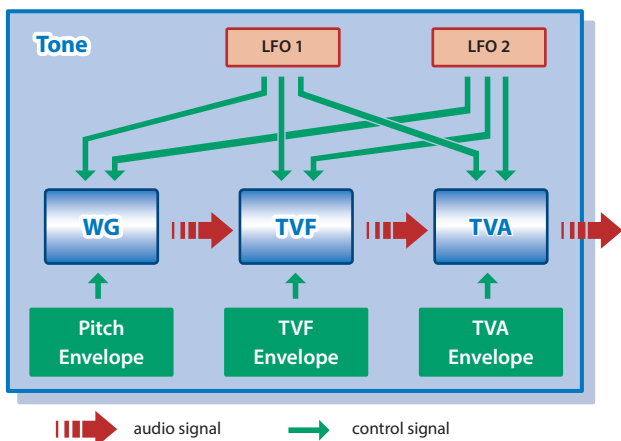 Tone
LFO 1
LFO 2
WG
TVF
TVA
Pitch
Envelope
TVF
Envelope
TVA
Envelope
audio signal
control signal